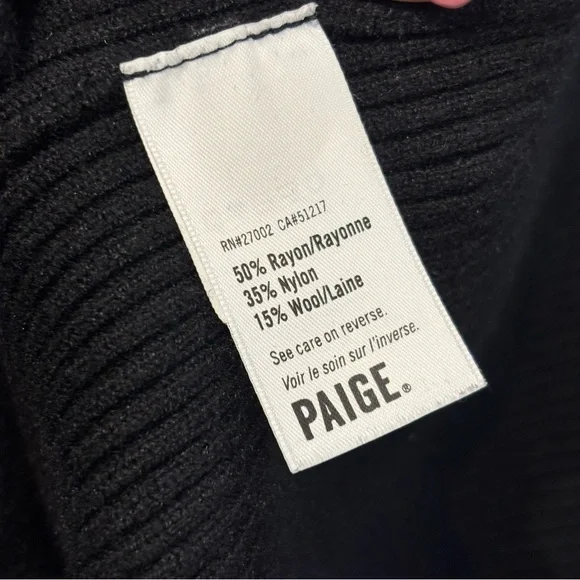 RN#27002 CA#51217
50% Rayon/Rayonne
35% Nylon
15% Wool/Laine
See care on reverse.
Voir le soin sur l'inverse.
PAIGE®